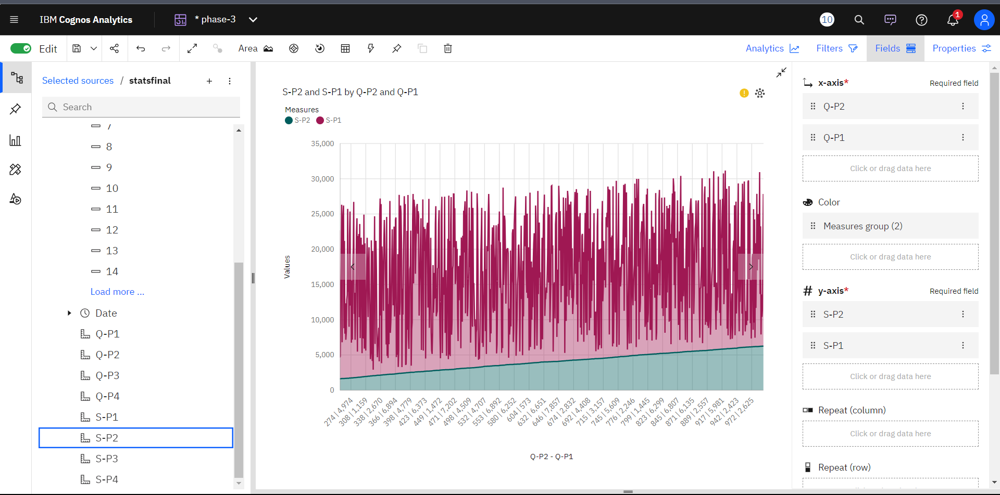 IBM Cognos Analytics
* phase-3
10
1
Edit
Area
Analytics
Filters
Fields
Properties
Selected sources / statsfinal
Search
7
8
9
10
11
12
13
14
Load more ...
Date
Q-P1
Q-P2
Q-P3
Q-P4
S-P1
S-P2
S-P3
S-P4
S-P2 and S-P1 by Q-P2 and Q-P1
Measures
S-P2 S-P1
35,000
30,000
25,000
20,000
15,000
10,000
5,000
0
Values
274 | 4,974
308 | 1,159
338 | 2,670
366 | 6,894
398 | 4,779
423 | 6,373
449 | 1,472
471 | 7,202
498 | 4,509
532 | 4,707
553 | 6,892
580 | 6,252
604 | 573
632 | 6,651
646 | 7,857
674 | 2,832
692 | 4,408
715 | 3,157
745 | 5,609
776 | 2,246
799 | 1,445
823 | 6,299
845 | 6,807
871 | 6,135
889 | 2,557
917 | 5,981
942 | 2,423
972 | 2,625
Q-P2 - Q-P1
x-axis* Required field
Q-P2
Q-P1
Click or drag data here
Color
Measures group (2)
Click or drag data here
y-axis* Required field
S-P2
S-P1
Click or drag data here
Repeat (column)
Click or drag data here
Repeat (row)